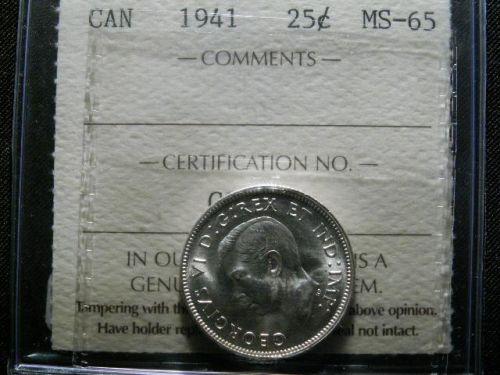 CAN 1941 25¢ MS-65
— COMMENTS —
— CERTIFICATION NO. —
C
GEORGIVS VI D:G:REX ET IND:IMP:
IN OU IS A
GENU EM.
Tampering with th above opinion.
Have holder rep eal not intact.